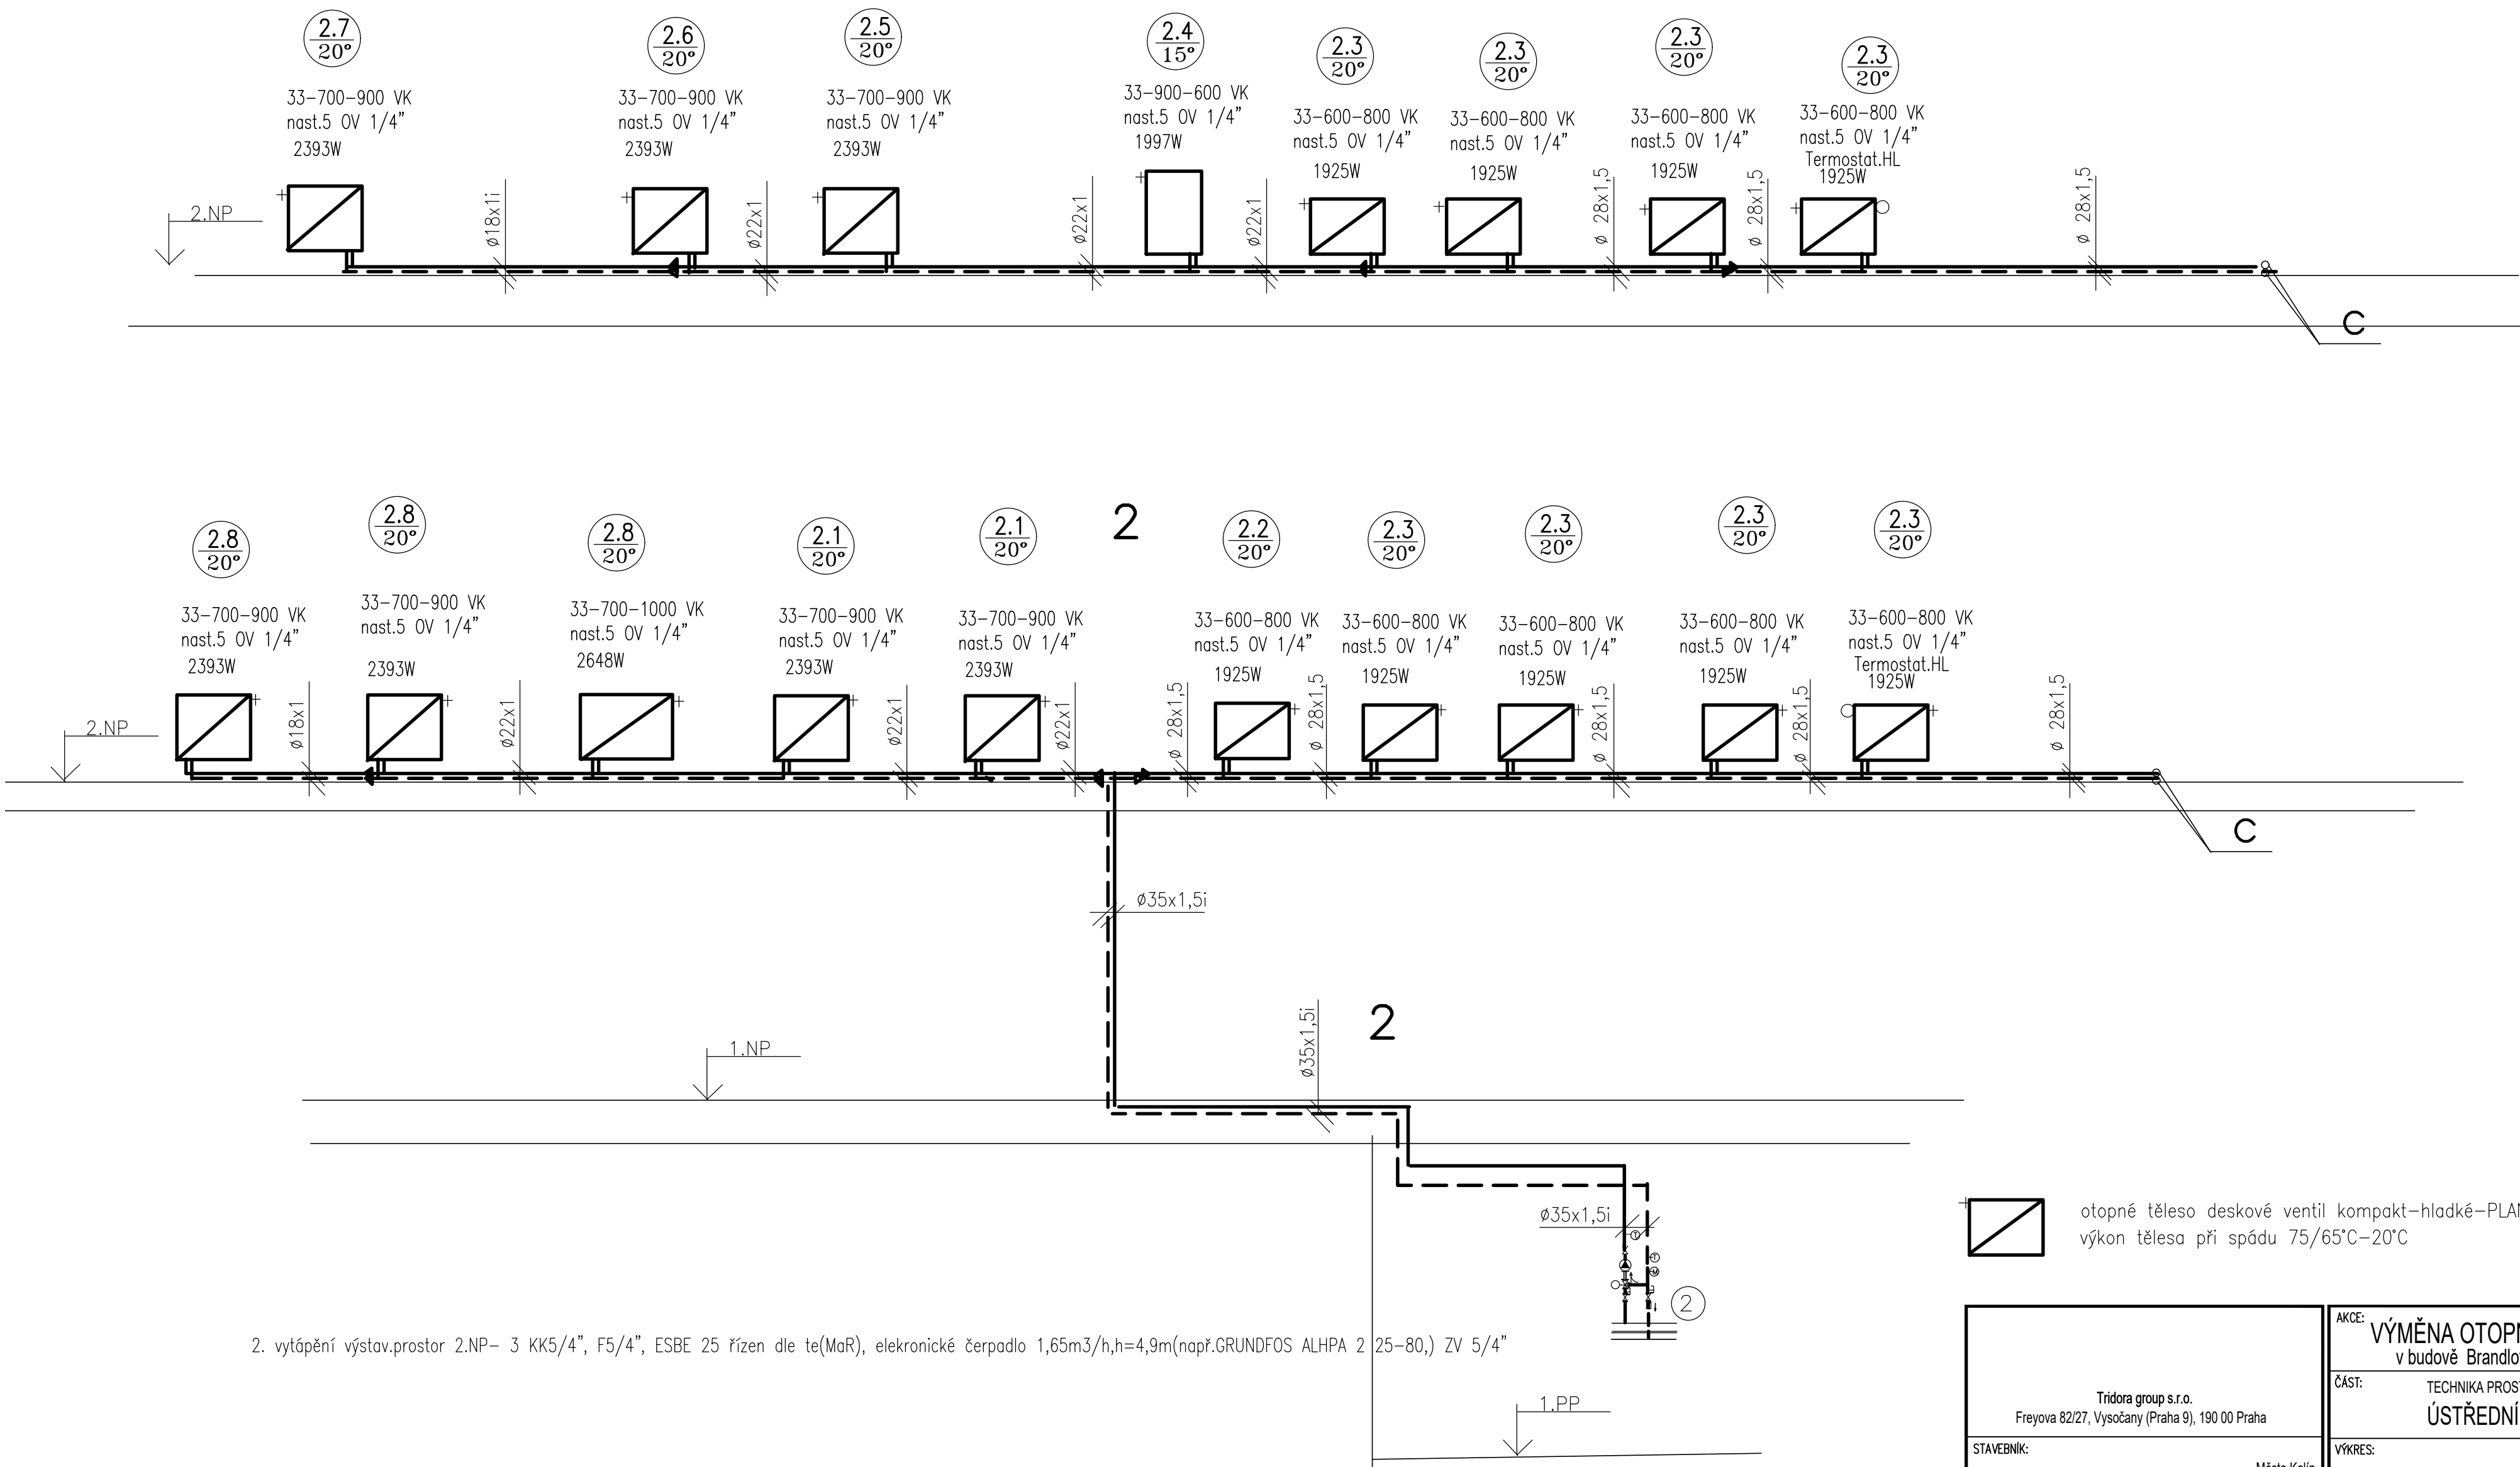 2.7
20°
33-700-900 VK
nast.5 OV 1/4"
2393W
2.6
20°
33-700-900 VK
nast.5 OV 1/4"
2393W
2.5
20°
33-700-900 VK
nast.5 OV 1/4"
2393W
2.4
15°
33-900-600 VK
nast.5 OV 1/4"
1997W
2.3
20°
33-600-800 VK
nast.5 OV 1/4"
1925W
2.3
20°
33-600-800 VK
nast.5 OV 1/4"
1925W
2.3
20°
33-600-800 VK
nast.5 OV 1/4"
1925W
2.3
20°
33-600-800 VK
nast.5 OV 1/4"
Termostat.HL
1925W
2.NP
ø18x1i
ø22x1
ø22x1
ø22x1
ø 28x1,5
ø 28x1,5
ø 28x1,5
C
2.8
20°
33-700-900 VK
nast.5 OV 1/4"
2393W
2.8
20°
33-700-900 VK
nast.5 OV 1/4"
2393W
2.8
20°
33-700-1000 VK
nast.5 OV 1/4"
2648W
2.1
20°
33-700-900 VK
nast.5 OV 1/4"
2393W
2.1
20°
33-700-900 VK
nast.5 OV 1/4"
2393W
2
2.2
20°
33-600-800 VK
nast.5 OV 1/4"
1925W
2.3
20°
33-600-800 VK
nast.5 OV 1/4"
1925W
2.3
20°
33-600-800 VK
nast.5 OV 1/4"
1925W
2.3
20°
33-600-800 VK
nast.5 OV 1/4"
1925W
2.3
20°
33-600-800 VK
nast.5 OV 1/4"
Termostat.HL
1925W
2.NP
ø18x1
ø22x1
ø22x1
ø22x1
ø 28x1,5
ø 28x1,5
ø 28x1,5
ø 28x1,5
ø 28x1,5
C
ø35x1,5i
1.NP
ø35x1,5i
2
ø35x1,5i
2
otopné těleso deskové ventil kompakt-hladké-PLAN
výkon tělesa při spádu 75/65°C-20°C
2. vytápění výstav.prostor 2.NP- 3 KK5/4", F5/4", ESBE 25 řízen dle te(MaR), elekronické čerpadlo 1,65m3/h,h=4,9m(např.GRUNDFOS ALHPA 2 25-80,) ZV 5/4"
1.PP
Tridora group s.r.o.
Freyova 82/27, Vysočany (Praha 9), 190 00 Praha
STAVEBNÍK:
AKCE:
VÝMĚNA OTOPN
v budově Brandlo
ČÁST:
TECHNIKA PROS
ÚSTŘEDNÍ
VÝKRES: